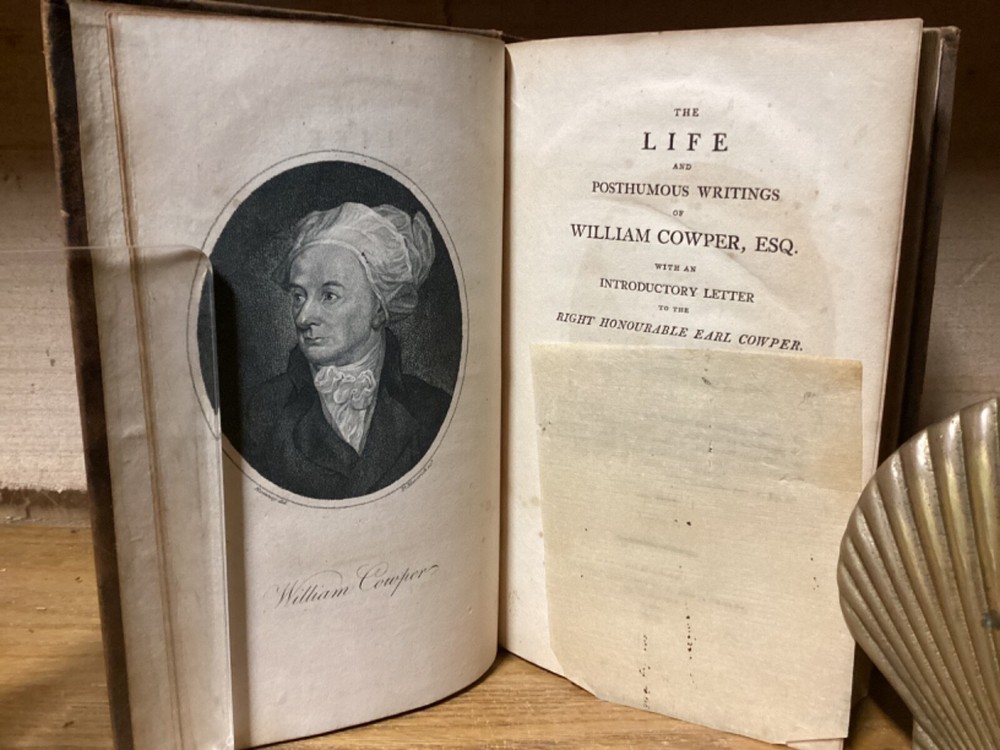 William Cowper
THE
LIFE
AND
POSTHUMOUS WRITINGS
OF
WILLIAM COWPER, ESQ.
WITH AN
INTRODUCTORY LETTER
TO THE
RIGHT HONOURABLE EARL COWPER.